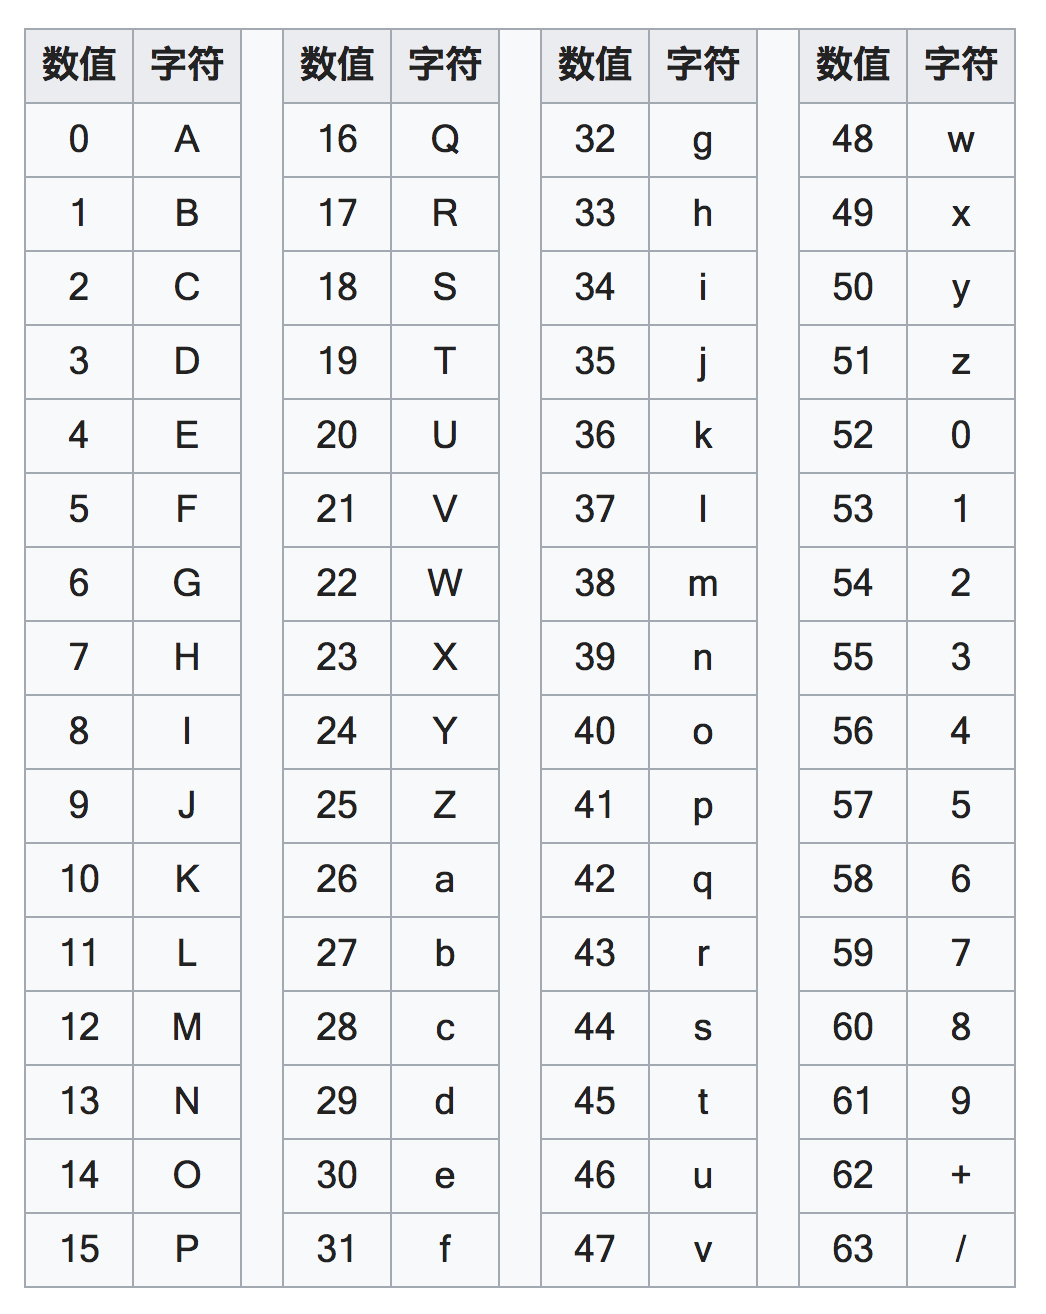 数值 字符 数值 字符 数值 字符 数值 字符
0 A 16 Q 32 g 48 w
1 B 17 R 33 h 49 x
2 C 18 S 34 i 50 y
3 D 19 T 35 j 51 z
4 E 20 U 36 k 52 0
5 F 21 V 37 l 53 1
6 G 22 W 38 m 54 2
7 H 23 X 39 n 55 3
8 I 24 Y 40 o 56 4
9 J 25 Z 41 p 57 5
10 K 26 a 42 q 58 6
11 L 27 b 43 r 59 7
12 M 28 c 44 s 60 8
13 N 29 d 45 t 61 9
14 O 30 e 46 u 62 +
15 P 31 f 47 v 63 /